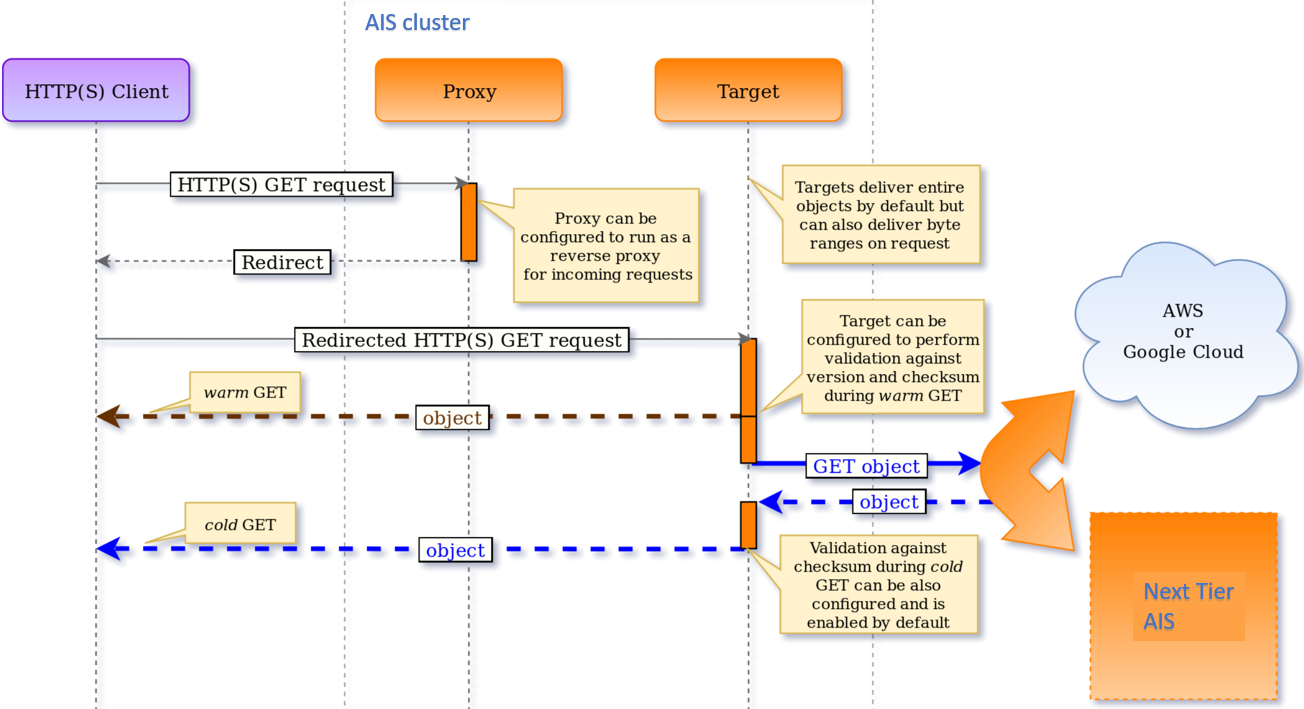 AIS cluster
HTTP(S) Client
Proxy
Target
HTTP(S) GET request
Redirect
Proxy can be
configured to run as a
reverse proxy
for incoming requests
Targets deliver entire
objects by default but
can also deliver byte
ranges on request
Redirected HTTP(S) GET request
Target can be
configured to perform
validation against
version and checksum
during warm GET
AWS
or
Google Cloud
warm GET
object
GET object
object
cold GET
object
Validation against
checksum during cold
GET can be also
configured and is
enabled by default
Next Tier
AIS